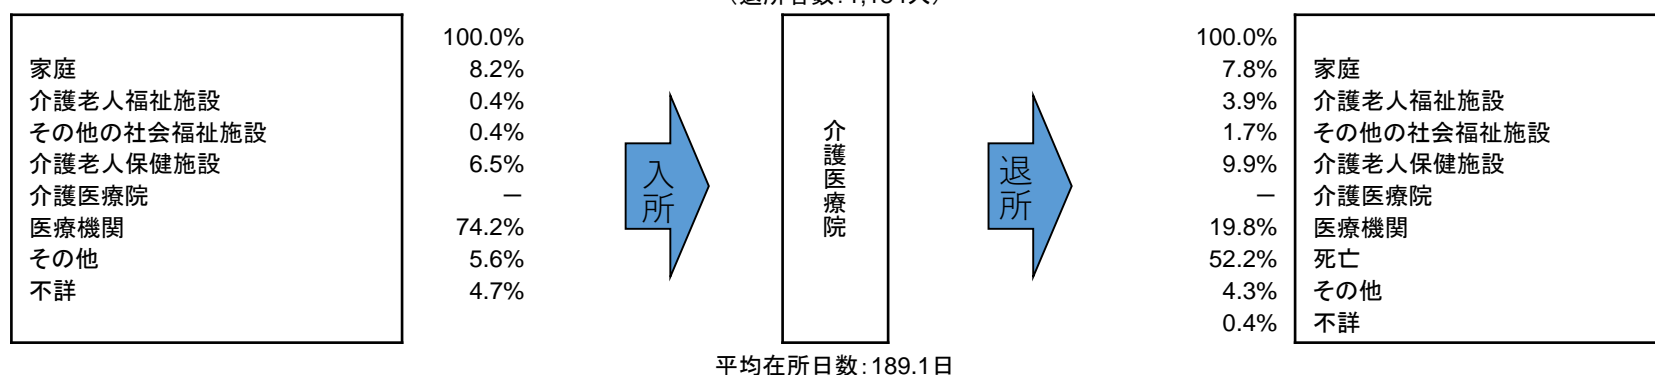 100.0%
家庭 8.2%
介護老人福祉施設 0.4%
その他の社会福祉施設 0.4%
介護老人保健施設 6.5%
介護医療院 －
医療機関 74.2%
その他 5.6%
不詳 4.7%
入所
介護医療院
退所
100.0%
7.8% 家庭
3.9% 介護老人福祉施設
1.7% その他の社会福祉施設
9.9% 介護老人保健施設
－ 介護医療院
19.8% 医療機関
52.2% 死亡
4.3% その他
0.4% 不詳
平均在所日数：189.1日